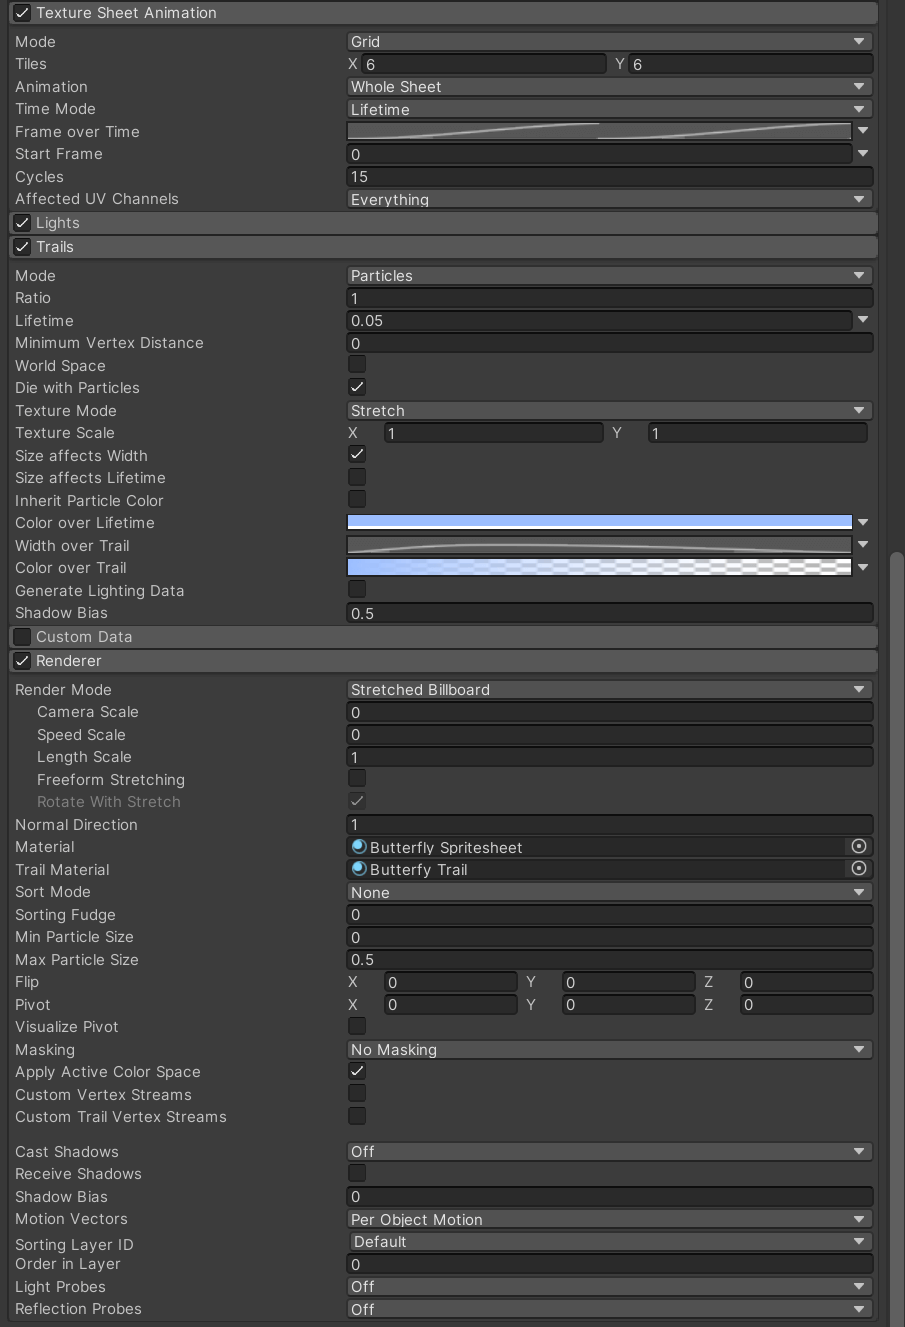 Texture Sheet Animation
Mode Grid
Tiles X 6 Y 6
Animation Whole Sheet
Time Mode Lifetime
Frame over Time
Start Frame 0
Cycles 15
Affected UV Channels Everything
Lights
Trails
Mode Particles
Ratio 1
Lifetime 0.05
Minimum Vertex Distance 0
World Space
Die with Particles
Texture Mode Stretch
Texture Scale X 1 Y 1
Size affects Width
Size affects Lifetime
Inherit Particle Color
Color over Lifetime
Width over Trail
Color over Trail
Generate Lighting Data
Shadow Bias 0.5
Custom Data
Renderer
Render Mode Stretched Billboard
Camera Scale 0
Speed Scale 0
Length Scale 1
Freeform Stretching
Rotate With Stretch
Normal Direction 1
Material Butterfly Spritesheet
Trail Material Butterfy Trail
Sort Mode None
Sorting Fudge 0
Min Particle Size 0
Max Particle Size 0.5
Flip X 0 Y 0 Z 0
Pivot X 0 Y 0 Z 0
Visualize Pivot
Masking No Masking
Apply Active Color Space
Custom Vertex Streams
Custom Trail Vertex Streams
Cast Shadows Off
Receive Shadows
Shadow Bias 0
Motion Vectors Per Object Motion
Sorting Layer ID Default
Order in Layer 0
Light Probes Off
Reflection Probes Off